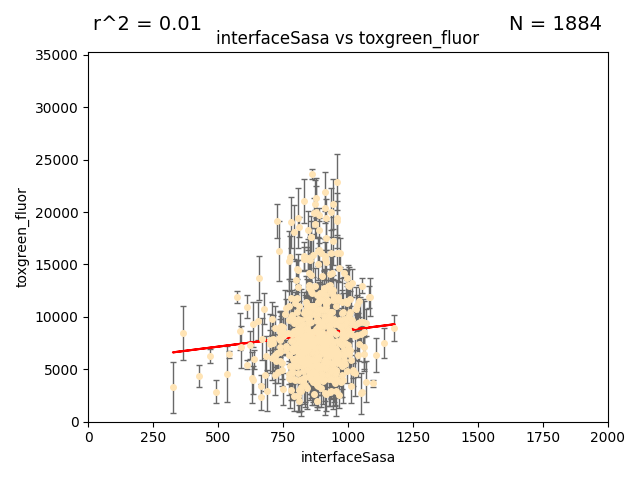 r^2 = 0.01
N = 1884
interfaceSasa vs toxgreen_fluor
35000
30000
25000
20000
15000
10000
5000
0
toxgreen_fluor
0 250 500 750 1000 1250 1500 1750 2000
interfaceSasa